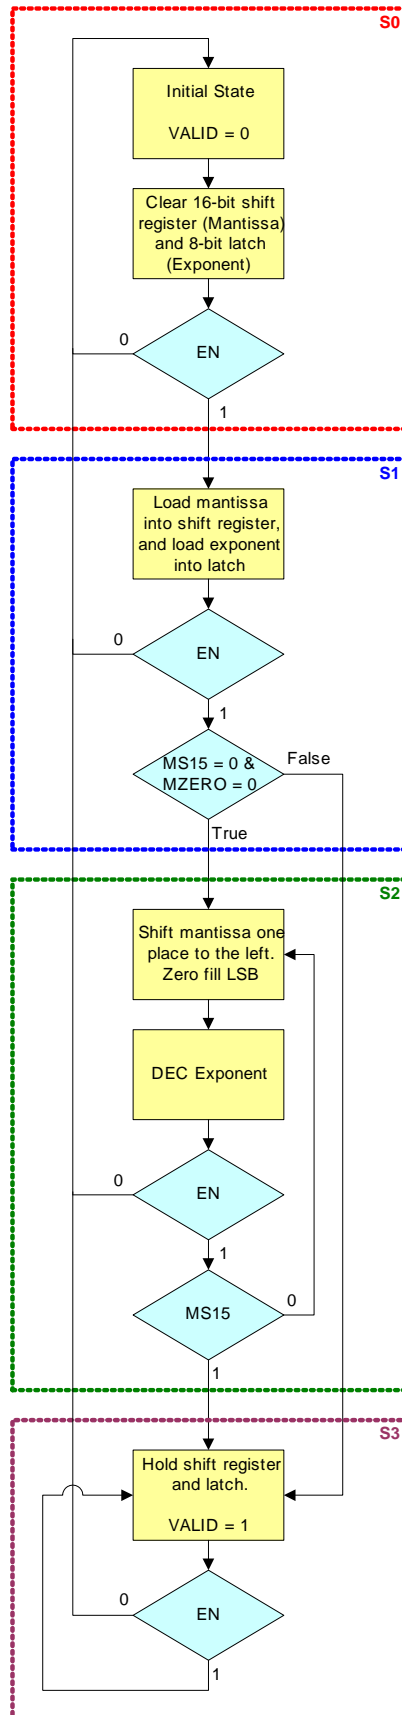 S0
Initial State
VALID = 0
Clear 16-bit shift
register (Mantissa)
and 8-bit latch
(Exponent)
0
EN
1
S1
Load mantissa
into shift register,
and load exponent
into latch
0
EN
1
MS15 = 0 &
MZERO = 0
False
True
S2
Shift mantissa one
place to the left.
Zero fill LSB
DEC Exponent
0
EN
1
MS15
0
1
S3
Hold shift register
and latch.
VALID = 1
0
EN
1